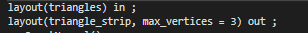 layout(triangles) in ;
layout(triangle_strip, max_vertices = 3) out ;